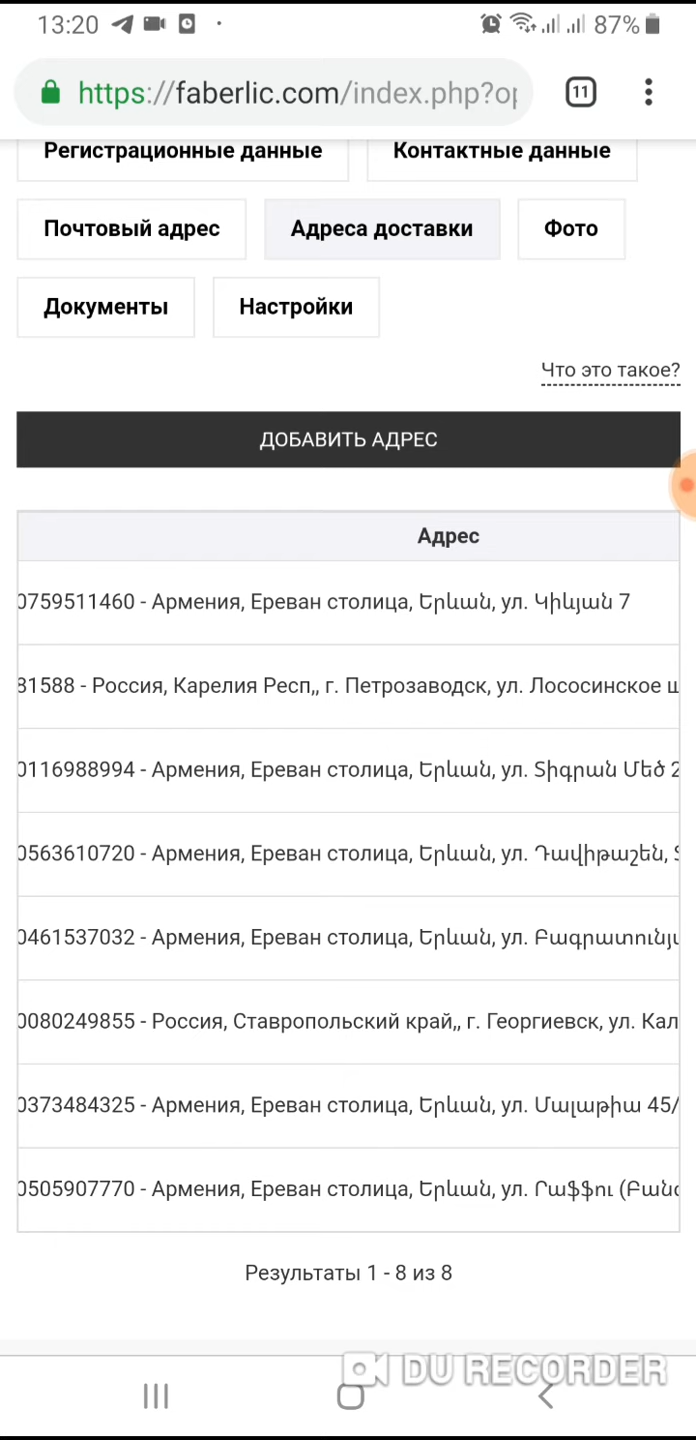 13:20
87%
https://faberlic.com/index.php?op
11
Регистрационные данные
Контактные данные
Почтовый адрес
Адреса доставки
Фото
Документы
Настройки
Что это такое?
ДОБАВИТЬ АДРЕС
Адрес
0759511460 - Армения, Ереван столица, Երևան, ул. Կիևյան 7
81588 - Россия, Карелия Респ,, г. Петрозаводск, ул. Лососинское
0116988994 - Армения, Ереван столица, Երևան, ул. Տիգրան Մեծ 2
0563610720 - Армения, Ереван столица, Երևան, ул. Դավիթաշեն,
0461537032 - Армения, Ереван столица, Երևան, ул. Բագրատունյ
0080249855 - Россия, Ставропольский край,, г. Георгиевск, ул. Кал
0373484325 - Армения, Ереван столица, Երևան, ул. Մալաթիա 45/
0505907770 - Армения, Ереван столица, Երևան, ул. Րաֆֆու (Բան
Результаты 1 - 8 из 8
DU RECORDER